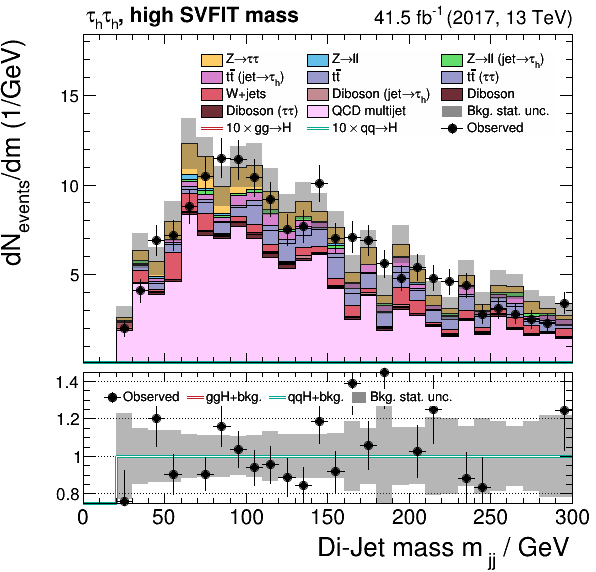 τhτh, high SVFIT mass 41.5 fb⁻¹ (2017, 13 TeV)
dNevents/dm (1/GeV)
Z→ττ Z→ll Z→ll (jet→τh)
tt̄ (jet→τh) tt̄ tt̄ (ττ)
W+jets Diboson (jet→τh) Diboson
Diboson (ττ) QCD multijet Bkg. stat. unc.
10 × gg→H 10 × qq→H Observed
15
10
5
1.4
Observed ggH+bkg. qqH+bkg. Bkg. stat. unc.
1.2
1
0.8
0 50 100 150 200 250 300
Di-Jet mass mjj / GeV